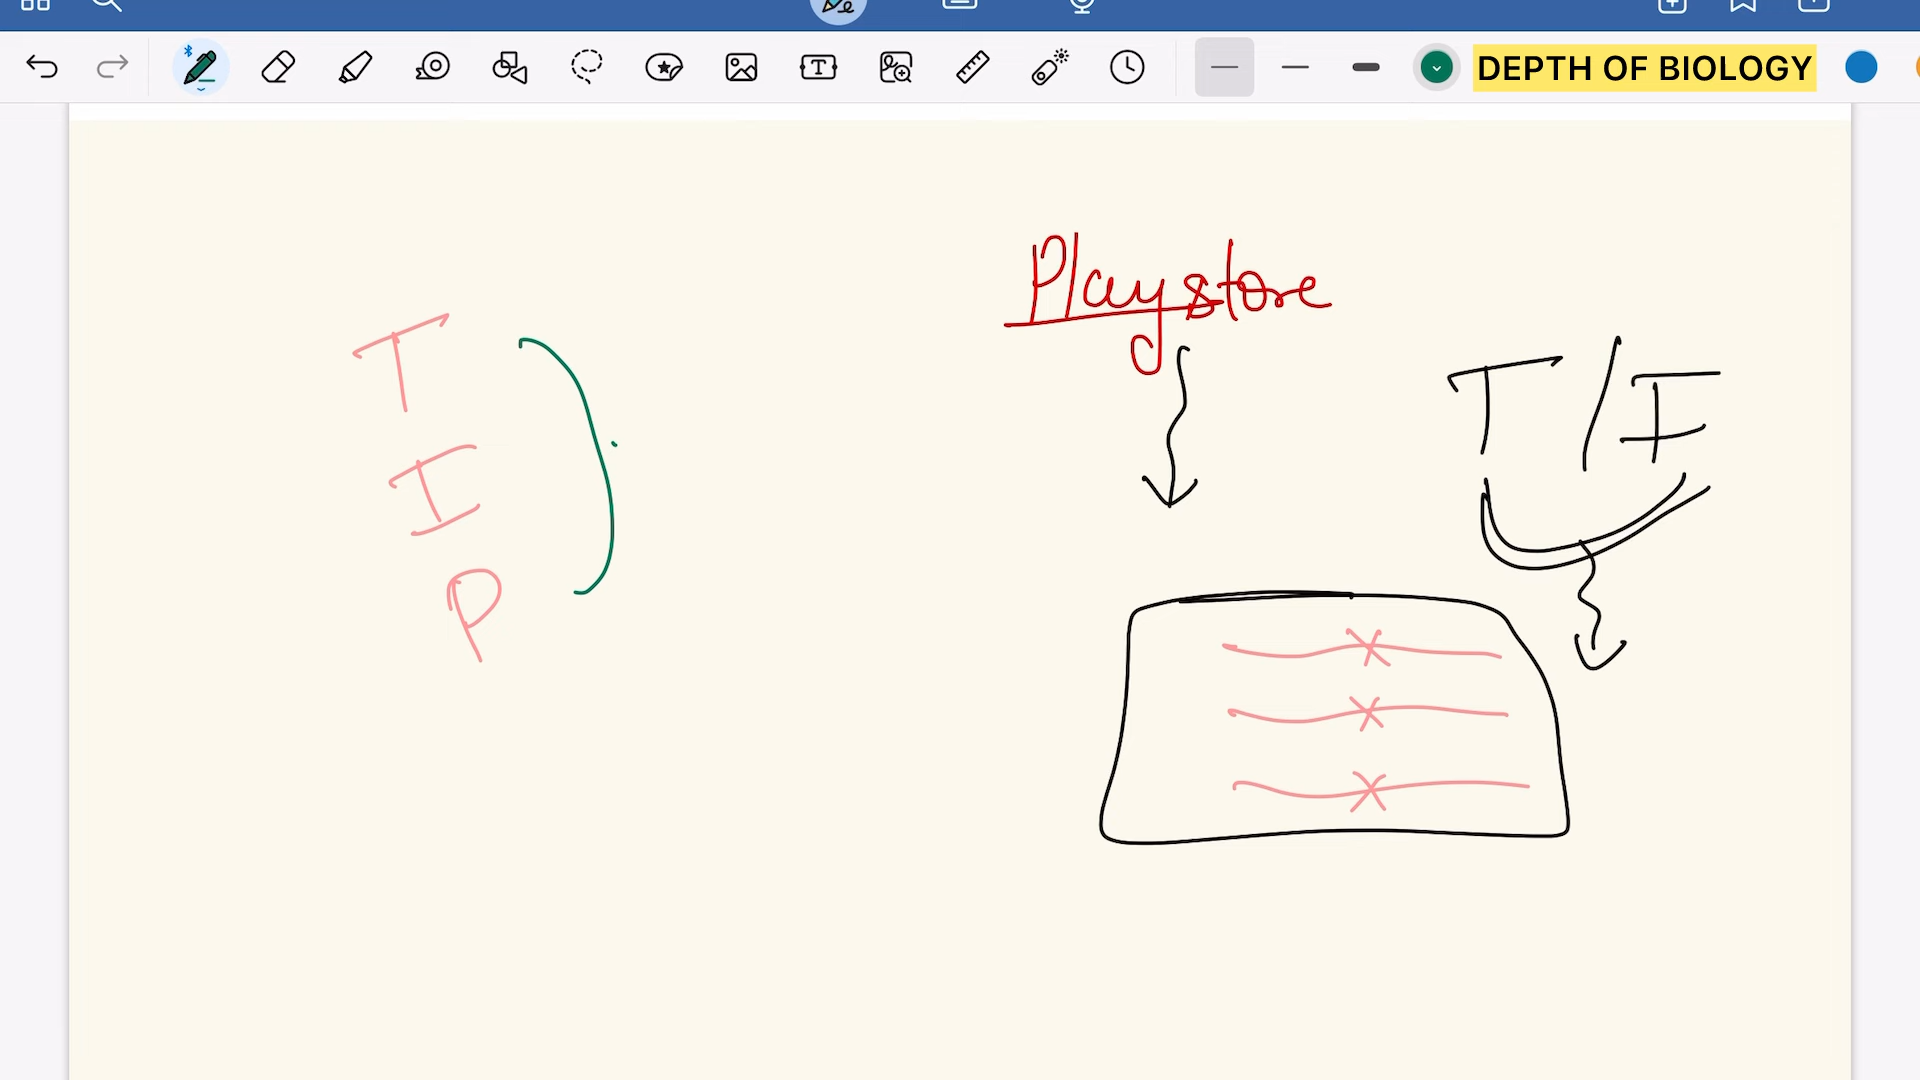 DEPTH OF BIOLOGY
Playstore
T
I
P
T/I